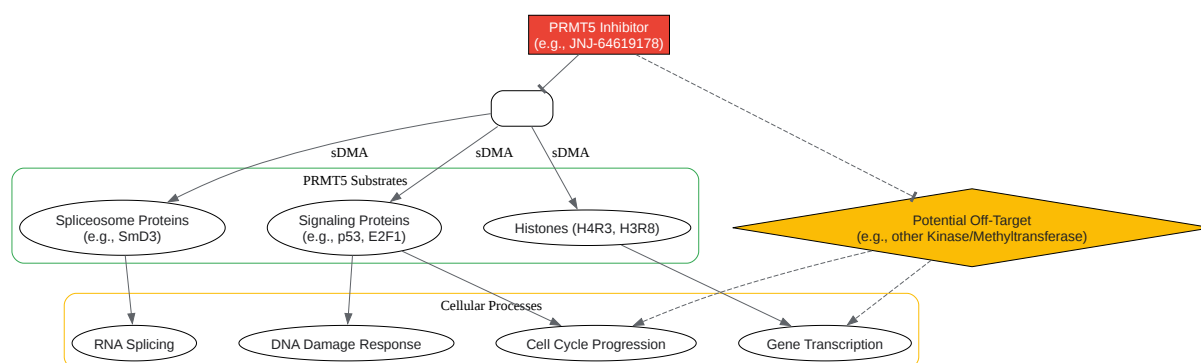 PRMT5 Inhibitor
(e.g., JNJ-64619178)
sDMA
sDMA
sDMA
PRMT5 Substrates
Spliceosome Proteins
(e.g., SmD3)
Signaling Proteins
(e.g., p53, E2F1)
Histones (H4R3, H3R8)
Potential Off-Target
(e.g., other Kinase/Methyltransferase)
Cellular Processes
RNA Splicing
DNA Damage Response
Cell Cycle Progression
Gene Transcription